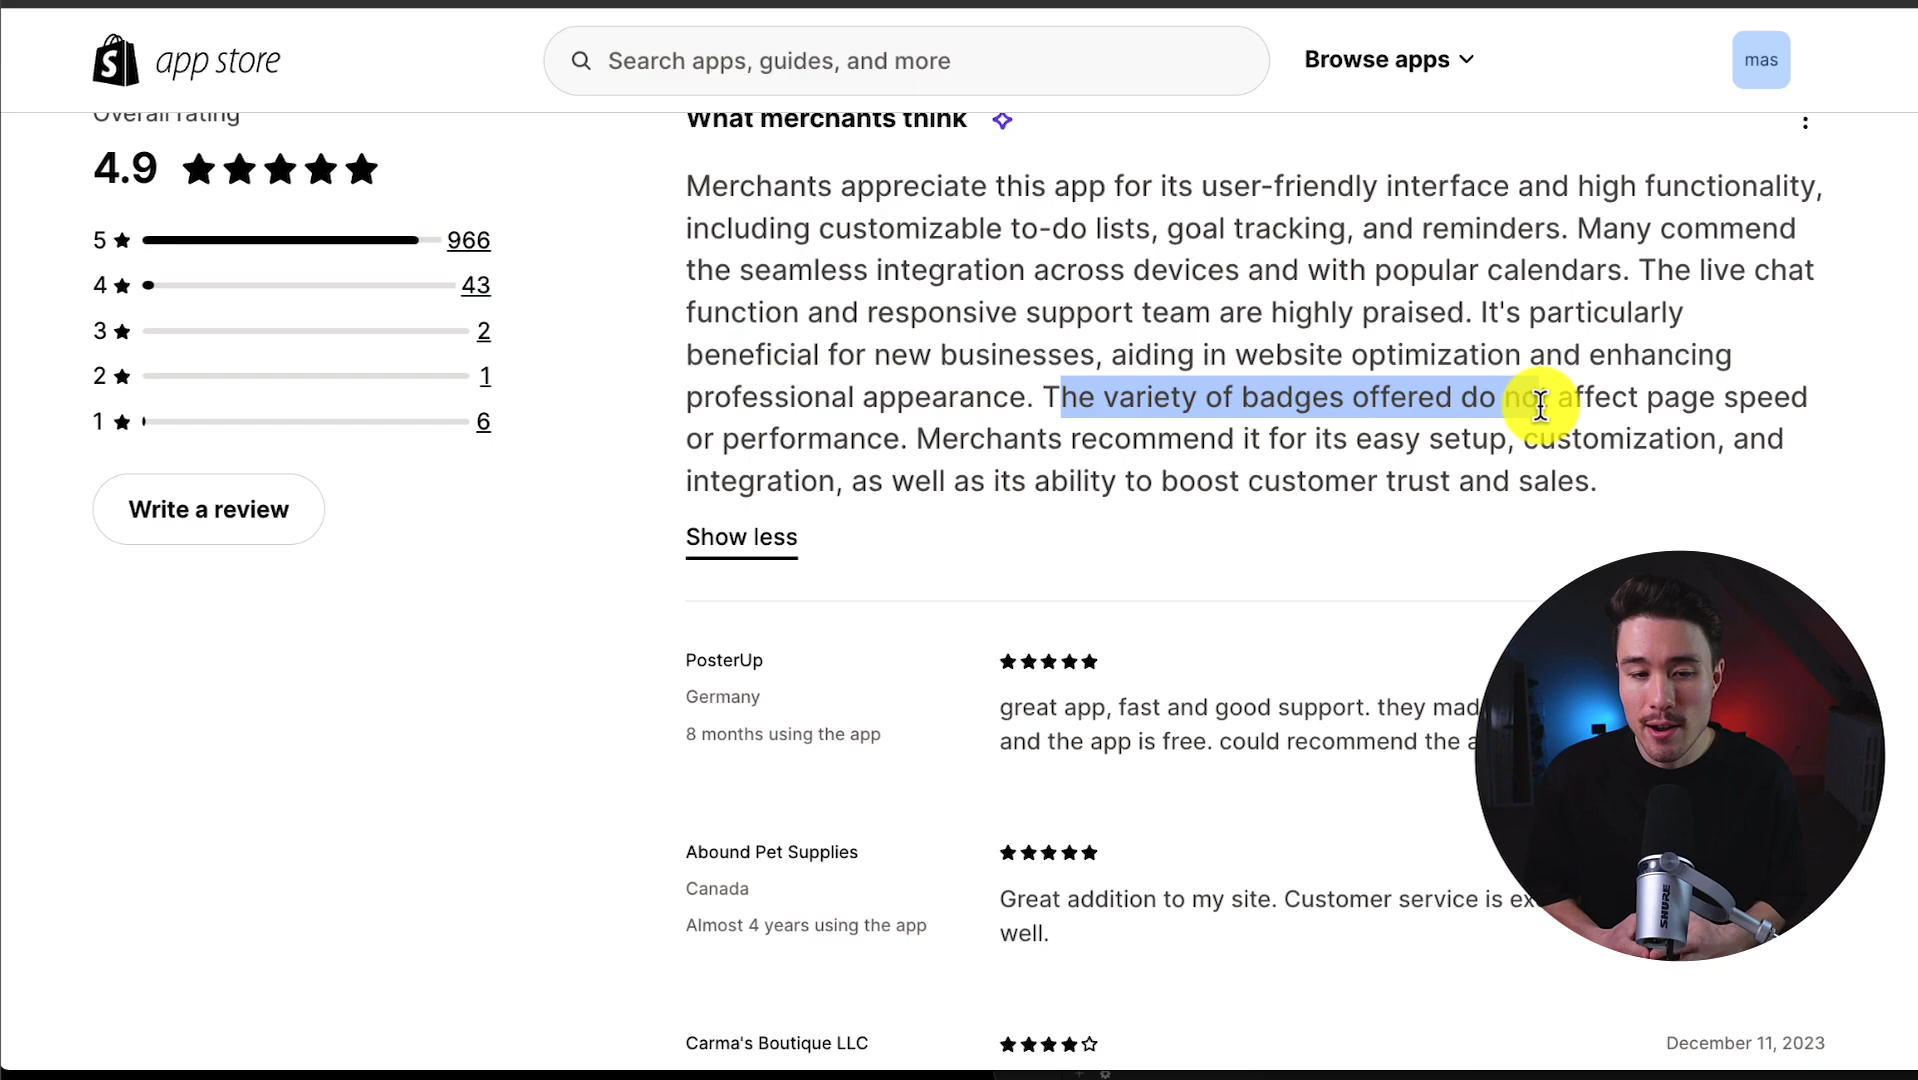 app store
Search apps, guides, and more
Browse apps
mas
Overall rating
4.9
5 966
4 43
3 2
2 1
1 6
Write a review
What merchants think
Merchants appreciate this app for its user-friendly interface and high functionality,
including customizable to-do lists, goal tracking, and reminders. Many commend
the seamless integration across devices and with popular calendars. The live chat
function and responsive support team are highly praised. It's particularly
beneficial for new businesses, aiding in website optimization and enhancing
professional appearance. The variety of badges offered do not affect page speed
or performance. Merchants recommend it for its easy setup, customization, and
integration, as well as its ability to boost customer trust and sales.
Show less
PosterUp
Germany
8 months using the app
great app, fast and good support. they mad
and the app is free. could recommend the a
Abound Pet Supplies
Canada
Almost 4 years using the app
Great addition to my site. Customer service is ex
well.
Carma's Boutique LLC
December 11, 2023
SHURE